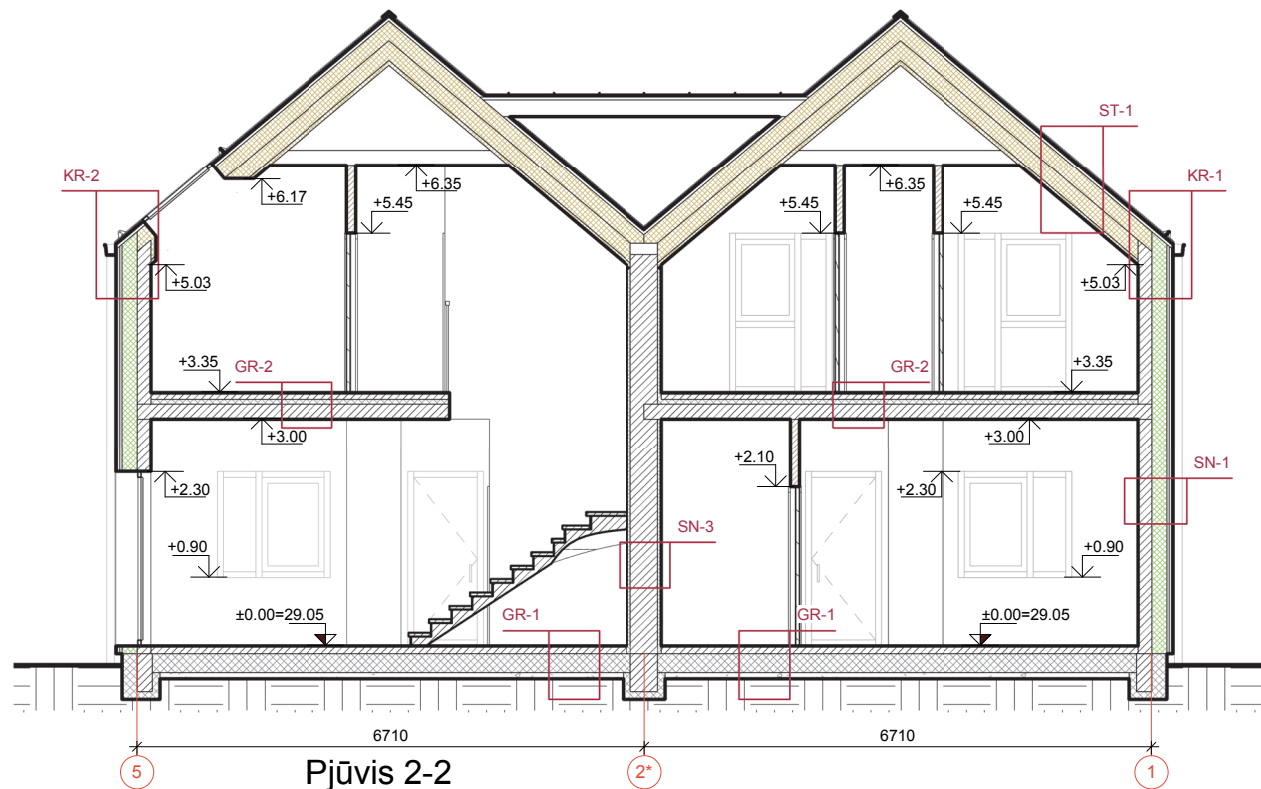 ST-1
KR-2
KR-1
+6.17
+6.35
+6.35
+5.45
+5.45
+5.45
+5.03
+5.03
+3.35
GR-2
GR-2
+3.35
+3.00
+3.00
+2.30
+2.10
+2.30
SN-1
SN-3
+0.90
+0.90
±0.00=29.05
GR-1
GR-1
±0.00=29.05
6710
6710
5
Pjūvis 2-2
2*
1